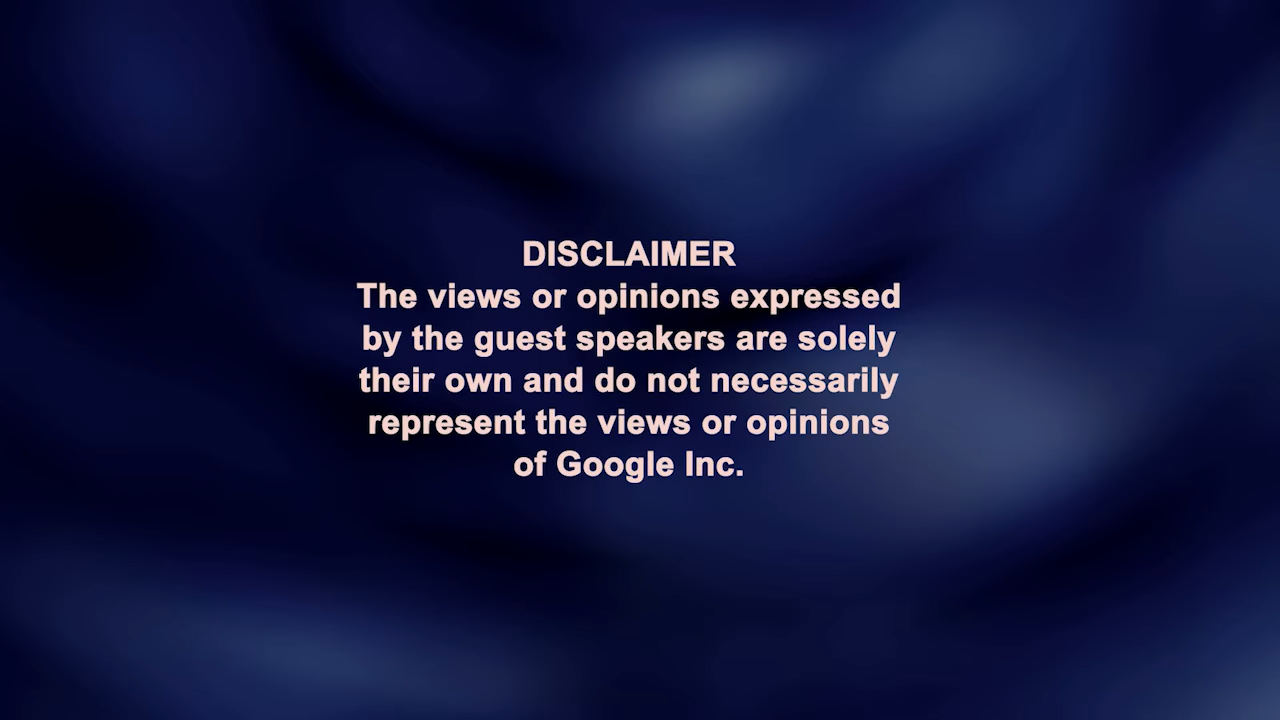 DISCLAIMER
The views or opinions expressed
by the guest speakers are solely
their own and do not necessarily
represent the views or opinions
of Google Inc.